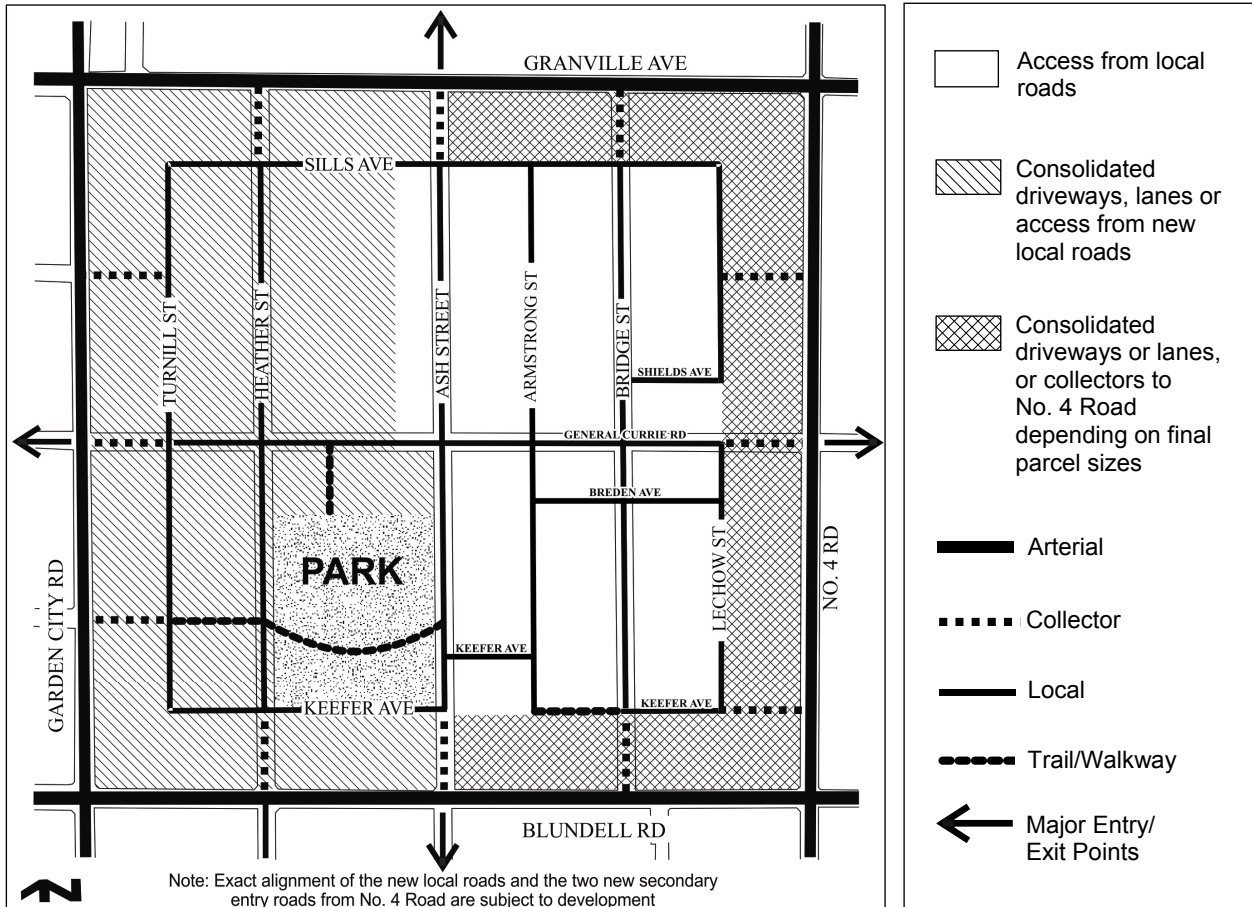 GRANVILLE AVE
SILLS AVE
TURNILL ST
HEATHER ST
ASH STREET
ARMSTRONG ST
BRIDGE ST
SHIELDS AVE
GENERAL CURRIE RD
BREDEN AVE
PARK
LECHOW ST
NO. 4 RD
GARDEN CITY RD
KEEFER AVE
KEEFER AVE
KEEFER AVE
BLUNDELL RD
N
Note: Exact alignment of the new local roads and the two new secondary
entry roads from No. 4 Road are subject to development
Access from local
roads
Consolidated
driveways, lanes or
access from new
local roads
Consolidated
driveways or lanes,
or collectors to
No. 4 Road
depending on final
parcel sizes
Arterial
Collector
Local
Trail/Walkway
Major Entry/
Exit Points